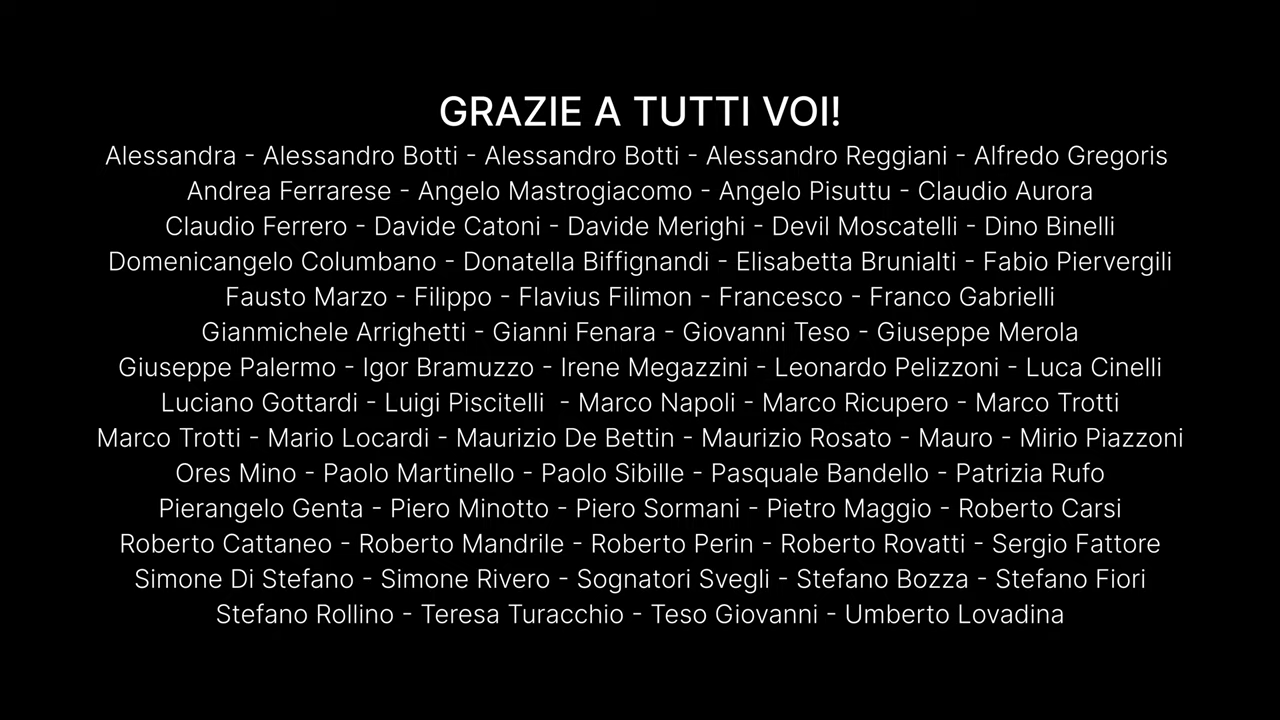 GRAZIE A TUTTI VOI!
Alessandra - Alessandro Botti - Alessandro Botti - Alessandro Reggiani - Alfredo Gregoris
Andrea Ferrarese - Angelo Mastrogiacomo - Angelo Pisuttu - Claudio Aurora
Claudio Ferrero - Davide Catoni - Davide Merighi - Devil Moscatelli - Dino Binelli
Domenicangelo Columbano - Donatella Biffignandi - Elisabetta Brunialti - Fabio Piervergili
Fausto Marzo - Filippo - Flavius Filimon - Francesco - Franco Gabrielli
Gianmichele Arrighetti - Gianni Fenara - Giovanni Teso - Giuseppe Merola
Giuseppe Palermo - Igor Bramuzzo - Irene Megazzini - Leonardo Pelizzoni - Luca Cinelli
Luciano Gottardi - Luigi Piscitelli  - Marco Napoli - Marco Ricupero - Marco Trotti
Marco Trotti - Mario Locardi - Maurizio De Bettin - Maurizio Rosato - Mauro - Mirio Piazzoni
Ores Mino - Paolo Martinello - Paolo Sibille - Pasquale Bandello - Patrizia Rufo
Pierangelo Genta - Piero Minotto - Piero Sormani - Pietro Maggio - Roberto Carsi
Roberto Cattaneo - Roberto Mandrile - Roberto Perin - Roberto Rovatti - Sergio Fattore
Simone Di Stefano - Simone Rivero - Sognatori Svegli - Stefano Bozza - Stefano Fiori
Stefano Rollino - Teresa Turacchio - Teso Giovanni - Umberto Lovadina